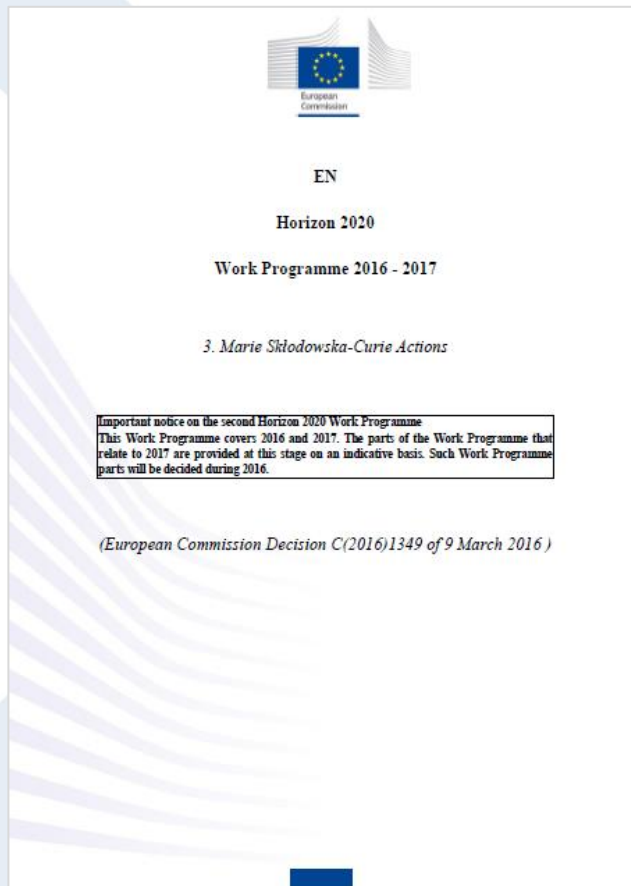 European
Commission
EN
Horizon 2020
Work Programme 2016 - 2017
3. Marie Skłodowska-Curie Actions
Important notice on the second Horizon 2020 Work Programme
This Work Programme covers 2016 and 2017. The parts of the Work Programme that
relate to 2017 are provided at this stage on an indicative basis. Such Work Programme
parts will be decided during 2016.
(European Commission Decision C(2016)1349 of 9 March 2016 )